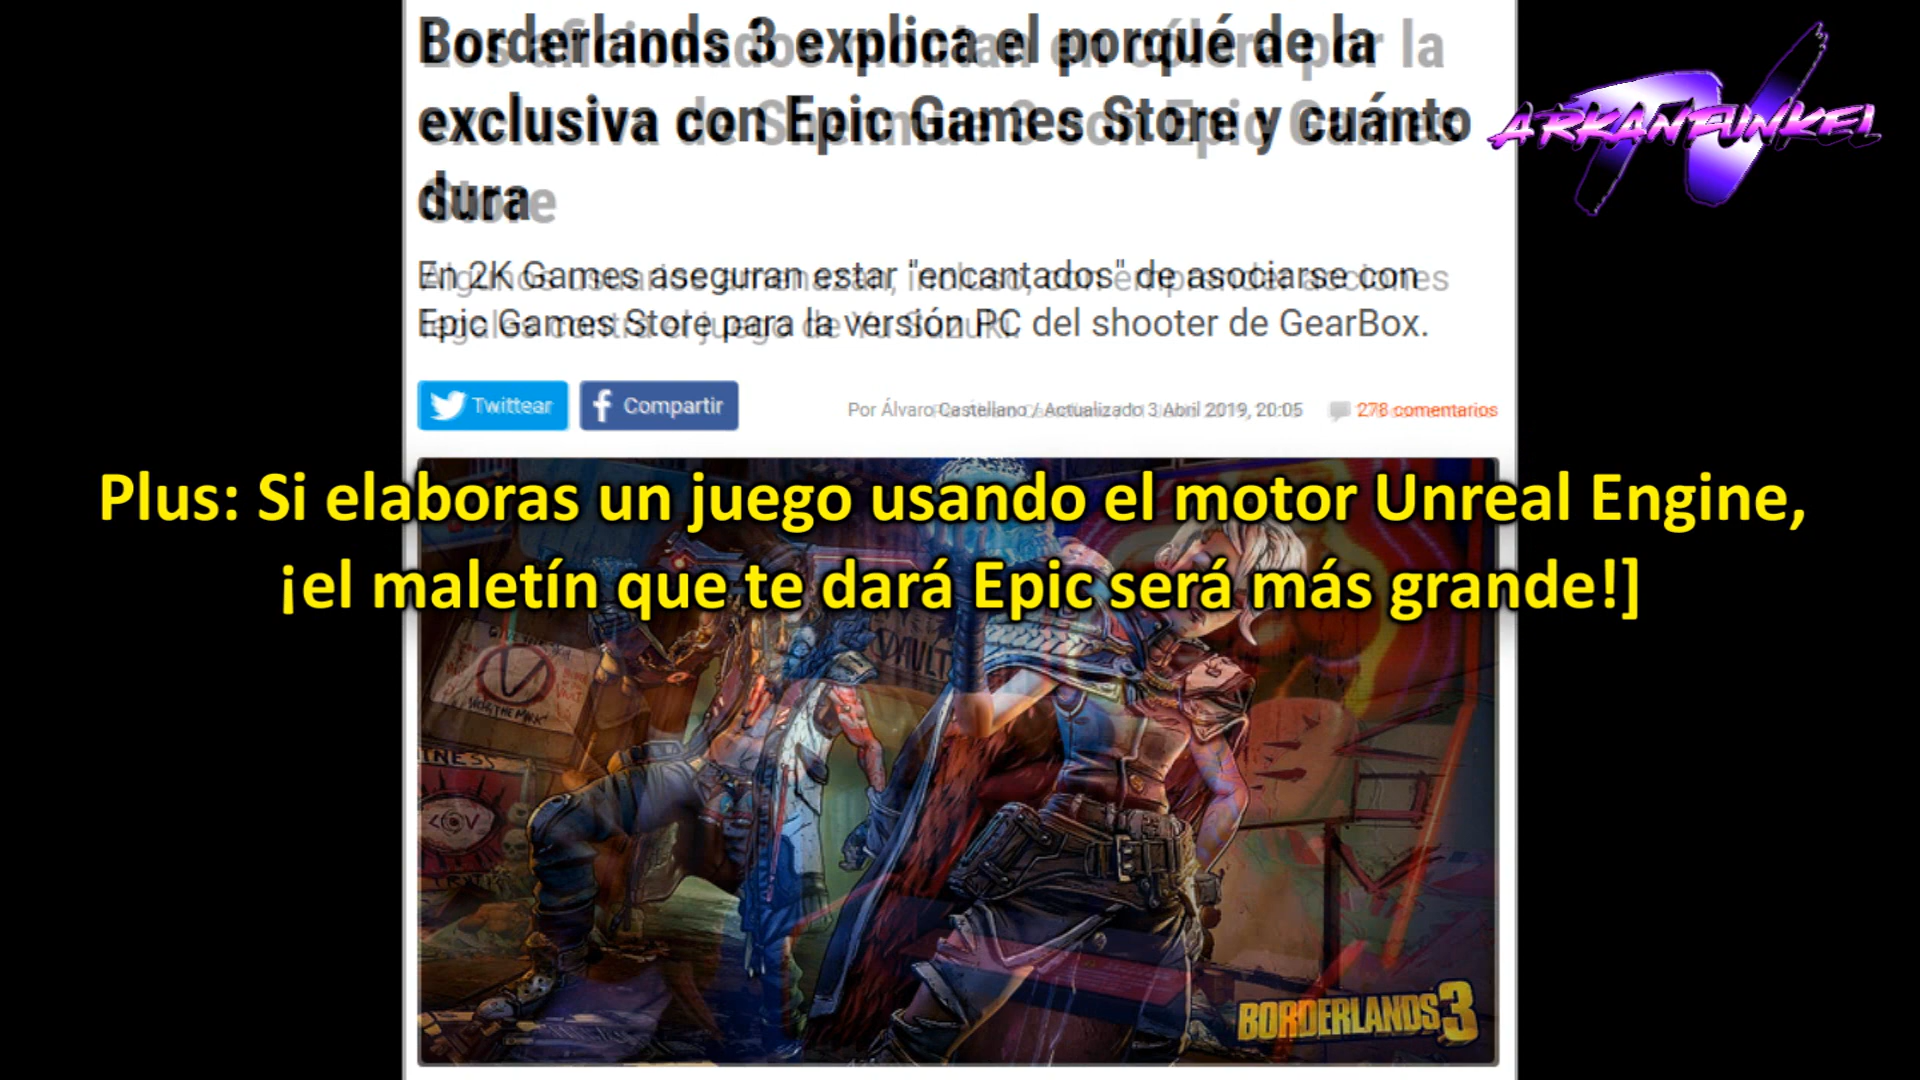 Borderlands 3 explica el porqué de la
exclusiva con Epic Games Store y cuánto
dura
En 2K Games aseguran estar "encantados" de asociarse con
Epic Games Store para la versión PC del shooter de GearBox.
ARKANFUNKEL
TV
Twittear
Compartir
Por Álvaro Castellano / Actualizado 3 Abril 2019, 20:05
278 comentarios
Plus: Si elaboras un juego usando el motor Unreal Engine,
¡el maletín que te dará Epic será más grande!]
VAULT
COV
BORDERLANDS 3